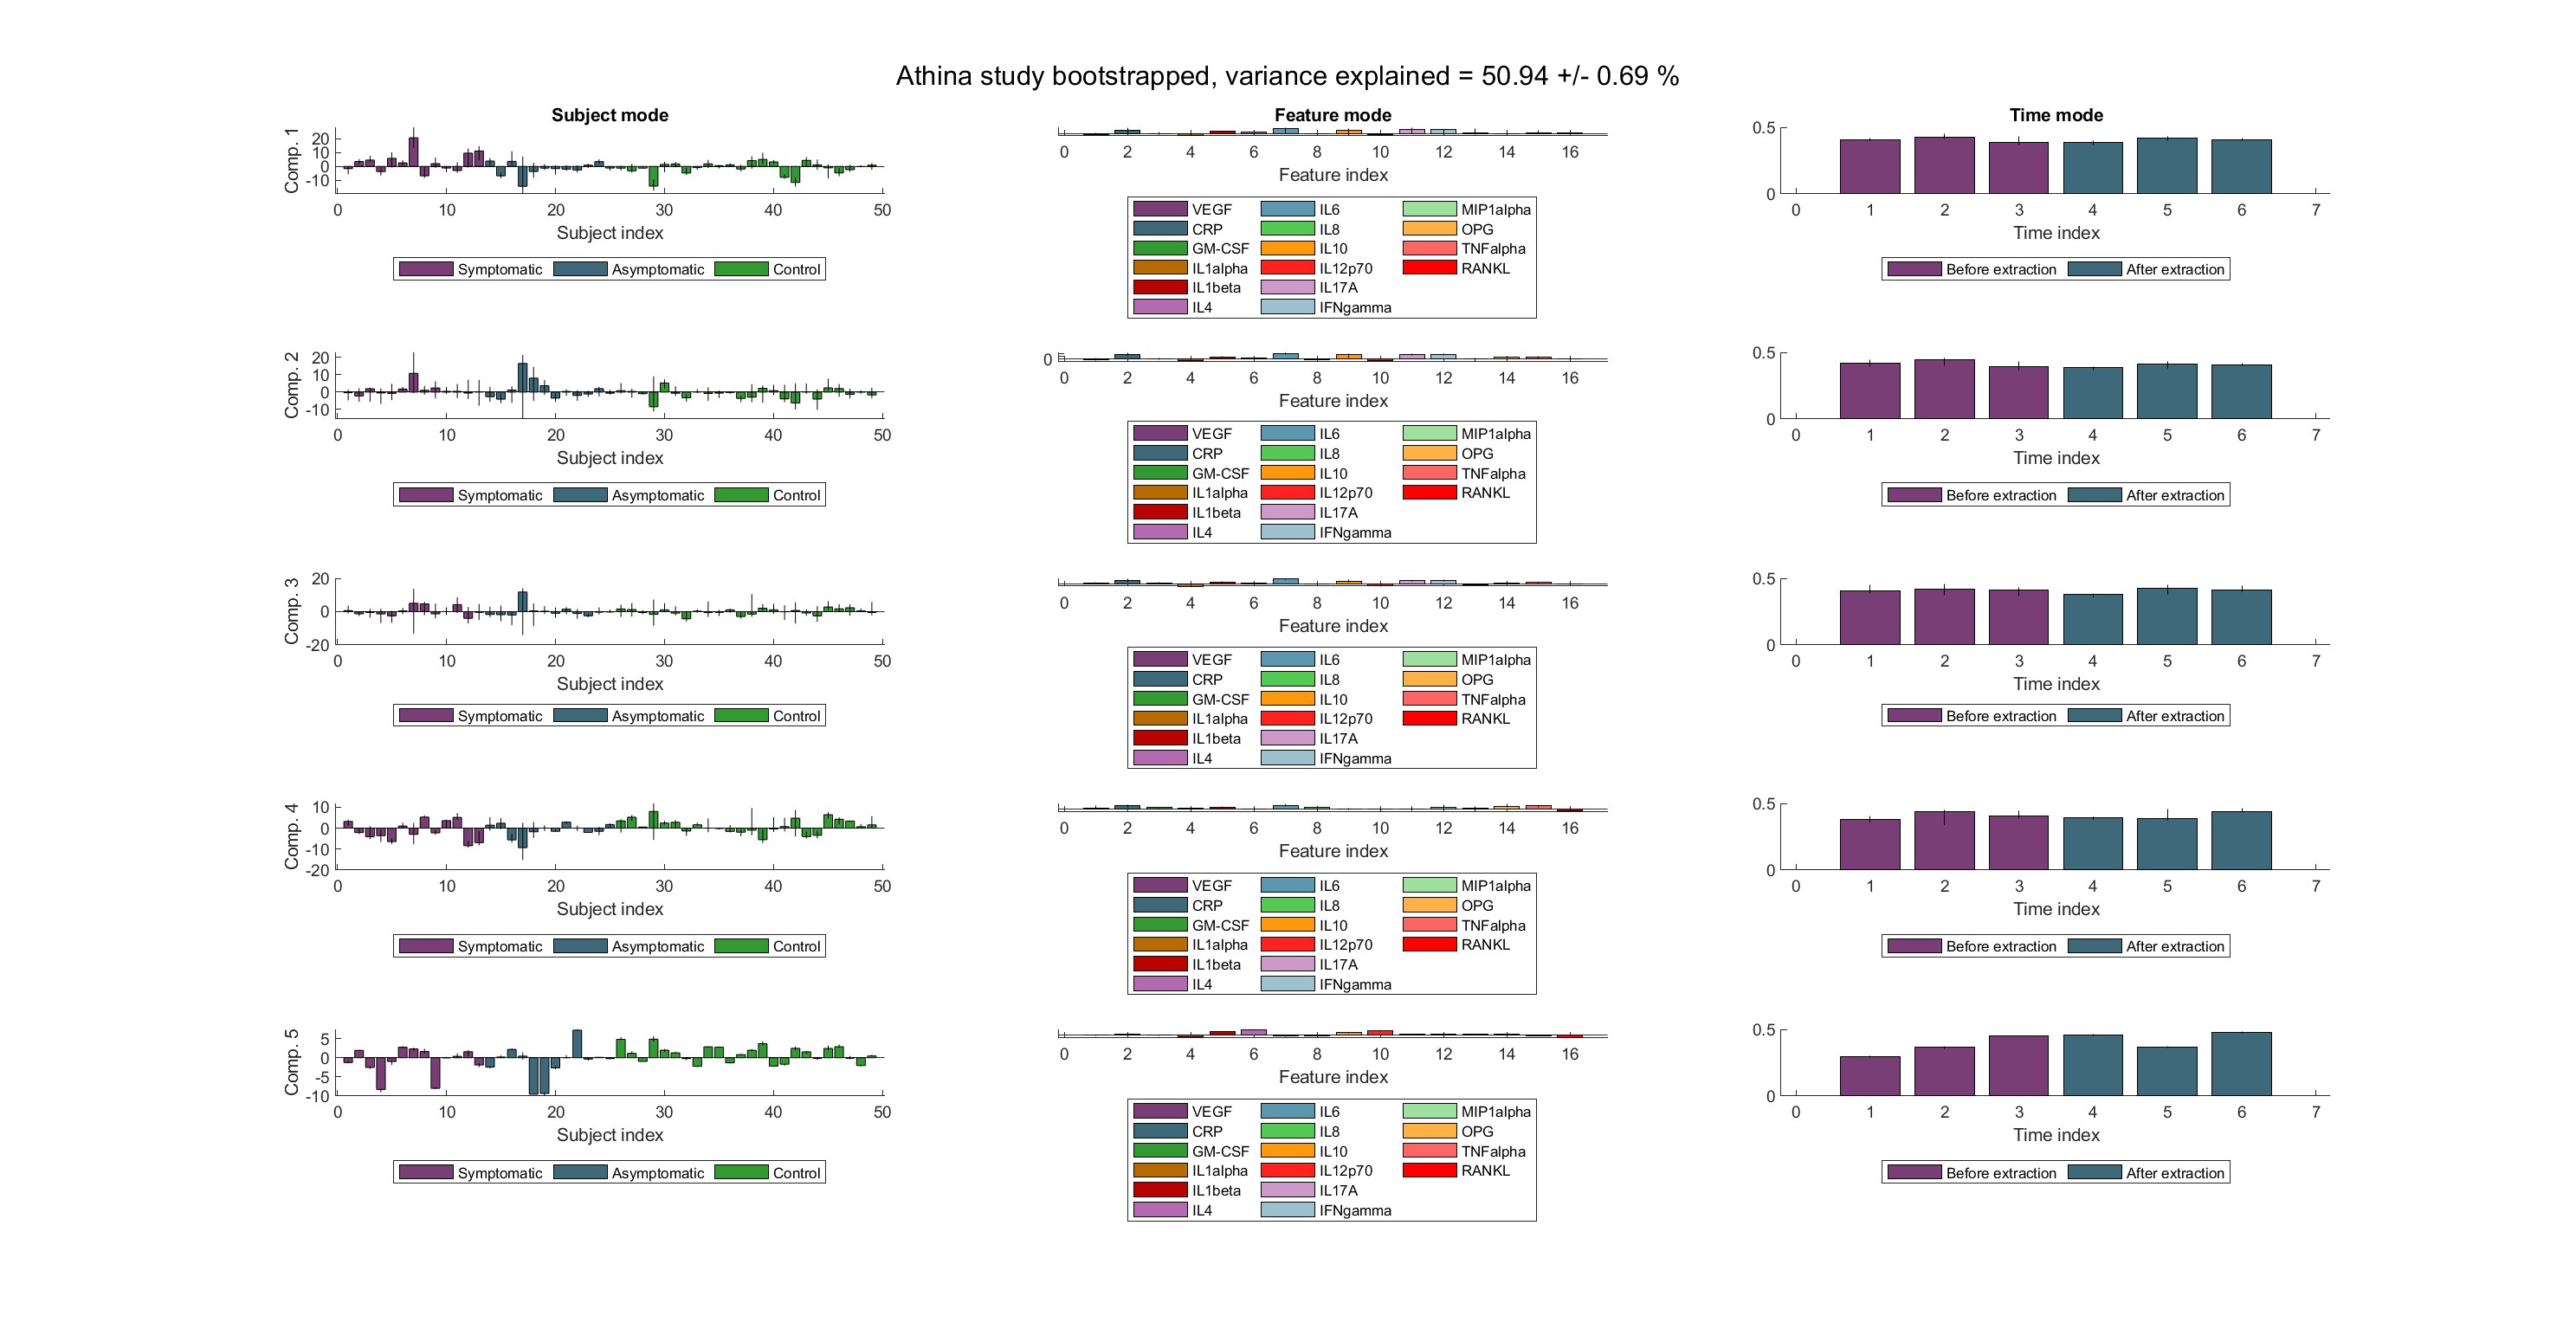 Athina study bootstrapped, variance explained = 50.94 +/- 0.69 %
Subject mode
Feature mode
Time mode
Comp. 1
20
10
0
-10
0 10 20 30 40 50
Subject index
Symptomatic Asymptomatic Control
0 2 4 6 8 10 12 14 16
Feature index
VEGF IL6 MIP1alpha
CRP IL8 OPG
GM-CSF IL10 TNFalpha
IL1alpha IL12p70 RANKL
IL1beta IL17A
IL4 IFNgamma
0.5
0
0 1 2 3 4 5 6 7
Time index
Before extraction After extraction
Comp. 2
20
10
0
-10
0 10 20 30 40 50
Subject index
Symptomatic Asymptomatic Control
0
0 2 4 6 8 10 12 14 16
Feature index
VEGF IL6 MIP1alpha
CRP IL8 OPG
GM-CSF IL10 TNFalpha
IL1alpha IL12p70 RANKL
IL1beta IL17A
IL4 IFNgamma
0.5
0
0 1 2 3 4 5 6 7
Time index
Before extraction After extraction
Comp. 3
20
0
-20
0 10 20 30 40 50
Subject index
Symptomatic Asymptomatic Control
0 2 4 6 8 10 12 14 16
Feature index
VEGF IL6 MIP1alpha
CRP IL8 OPG
GM-CSF IL10 TNFalpha
IL1alpha IL12p70 RANKL
IL1beta IL17A
IL4 IFNgamma
0.5
0
0 1 2 3 4 5 6 7
Time index
Before extraction After extraction
Comp. 4
10
0
-10
-20
0 10 20 30 40 50
Subject index
Symptomatic Asymptomatic Control
0 2 4 6 8 10 12 14 16
Feature index
VEGF IL6 MIP1alpha
CRP IL8 OPG
GM-CSF IL10 TNFalpha
IL1alpha IL12p70 RANKL
IL1beta IL17A
IL4 IFNgamma
0.5
0
0 1 2 3 4 5 6 7
Time index
Before extraction After extraction
Comp. 5
5
0
-5
-10
0 10 20 30 40 50
Subject index
Symptomatic Asymptomatic Control
0 2 4 6 8 10 12 14 16
Feature index
VEGF IL6 MIP1alpha
CRP IL8 OPG
GM-CSF IL10 TNFalpha
IL1alpha IL12p70 RANKL
IL1beta IL17A
IL4 IFNgamma
0.5
0
0 1 2 3 4 5 6 7
Time index
Before extraction After extraction